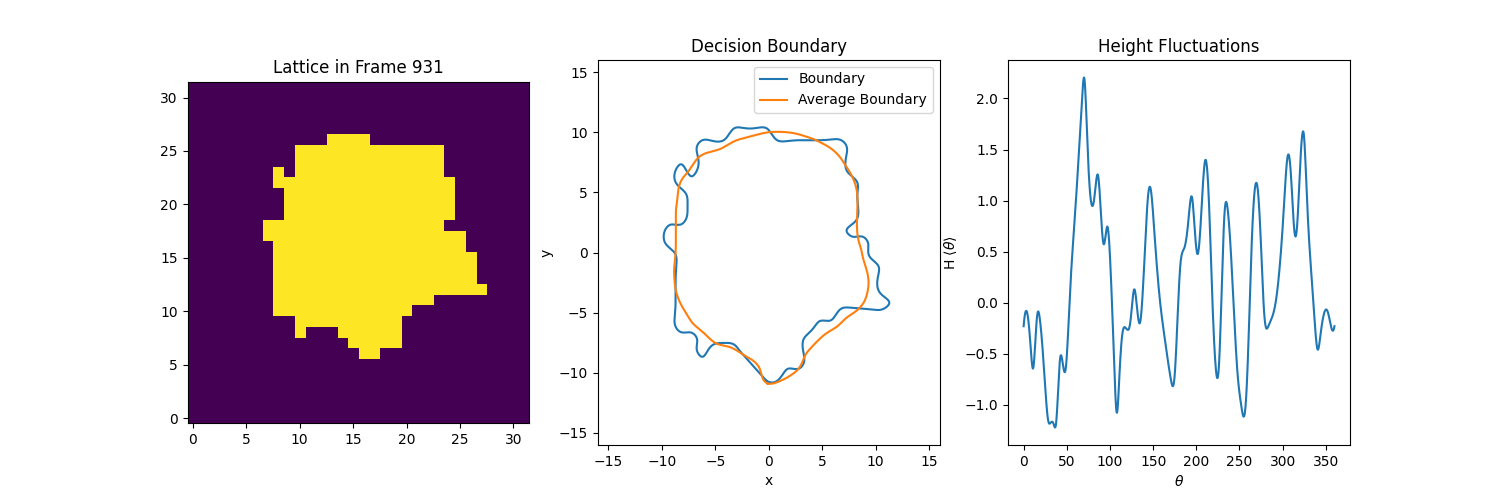 Lattice in Frame 931
30
25
20
15
10
5
0
0 5 10 15 20 25 30
Decision Boundary
Boundary
Average Boundary
15
10
5
0
−5
−10
−15
y
−15 −10 −5 0 5 10 15
x
Height Fluctuations
2.0
1.5
1.0
0.5
0.0
−0.5
−1.0
H (θ)
0 50 100 150 200 250 300 350
θ